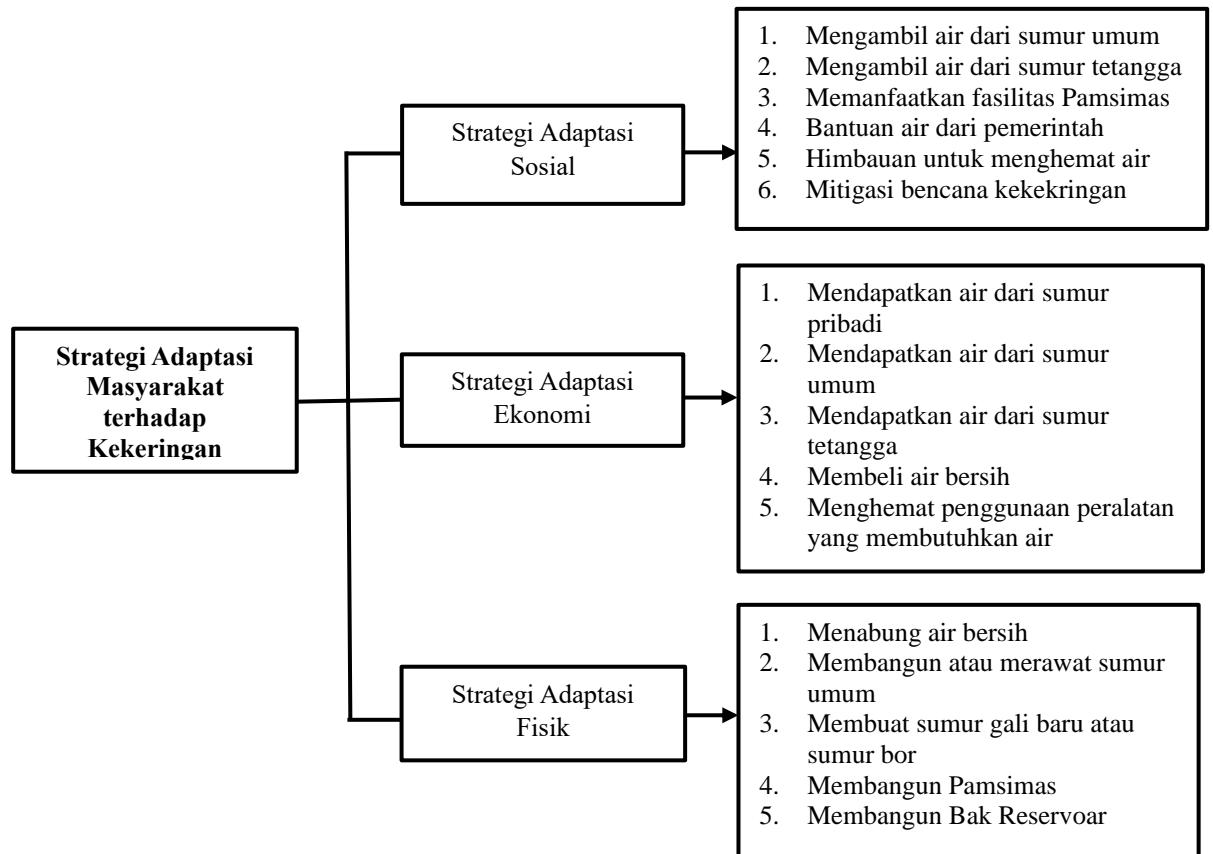 Strategi Adaptasi
Masyarakat
terhadap
Kekeringan
Strategi Adaptasi
Sosial
1. Mengambil air dari sumur umum
2. Mengambil air dari sumur tetangga
3. Memanfaatkan fasilitas Pamsimas
4. Bantuan air dari pemerintah
5. Himbauan untuk menghemat air
6. Mitigasi bencana kekekringan
Strategi Adaptasi
Ekonomi
1. Mendapatkan air dari sumur
pribadi
2. Mendapatkan air dari sumur
umum
3. Mendapatkan air dari sumur
tetangga
4. Membeli air bersih
5. Menghemat penggunaan peralatan
yang membutuhkan air
Strategi Adaptasi
Fisik
1. Menabung air bersih
2. Membangun atau merawat sumur
umum
3. Membuat sumur gali baru atau
sumur bor
4. Membangun Pamsimas
5. Membangun Bak Reservoar